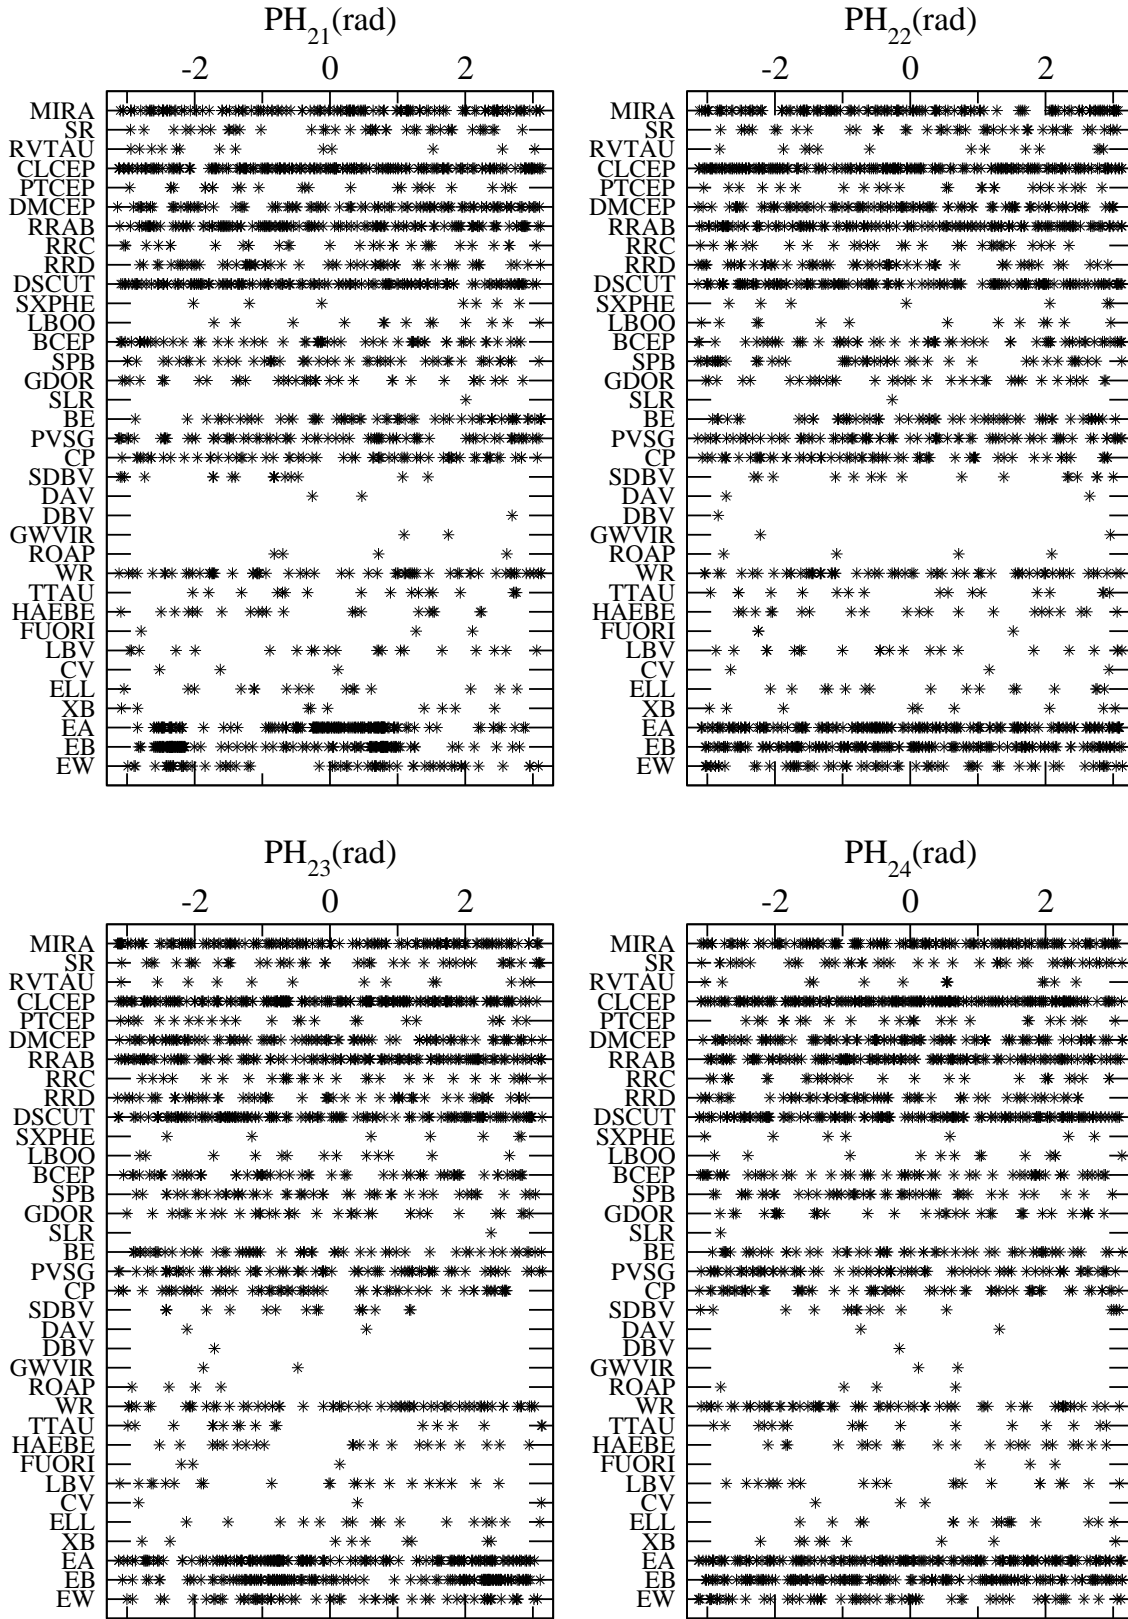 PH21(rad)
-2 0 2
MIRA
SR
RVTAU
CLCEP
PTCEP
DMCEP
RRAB
RRC
RRD
DSCUT
SXPHE
LBOO
BCEP
SPB
GDOR
SLR
BE
PVSG
CP
SDBV
DAV
DBV
GWVIR
ROAP
WR
TTAU
HAEBE
FUORI
LBV
CV
ELL
XB
EA
EB
EW
PH22(rad)
-2 0 2
MIRA
SR
RVTAU
CLCEP
PTCEP
DMCEP
RRAB
RRC
RRD
DSCUT
SXPHE
LBOO
BCEP
SPB
GDOR
SLR
BE
PVSG
CP
SDBV
DAV
DBV
GWVIR
ROAP
WR
TTAU
HAEBE
FUORI
LBV
CV
ELL
XB
EA
EB
EW
PH23(rad)
-2 0 2
MIRA
SR
RVTAU
CLCEP
PTCEP
DMCEP
RRAB
RRC
RRD
DSCUT
SXPHE
LBOO
BCEP
SPB
GDOR
SLR
BE
PVSG
CP
SDBV
DAV
DBV
GWVIR
ROAP
WR
TTAU
HAEBE
FUORI
LBV
CV
ELL
XB
EA
EB
EW
PH24(rad)
-2 0 2
MIRA
SR
RVTAU
CLCEP
PTCEP
DMCEP
RRAB
RRC
RRD
DSCUT
SXPHE
LBOO
BCEP
SPB
GDOR
SLR
BE
PVSG
CP
SDBV
DAV
DBV
GWVIR
ROAP
WR
TTAU
HAEBE
FUORI
LBV
CV
ELL
XB
EA
EB
EW